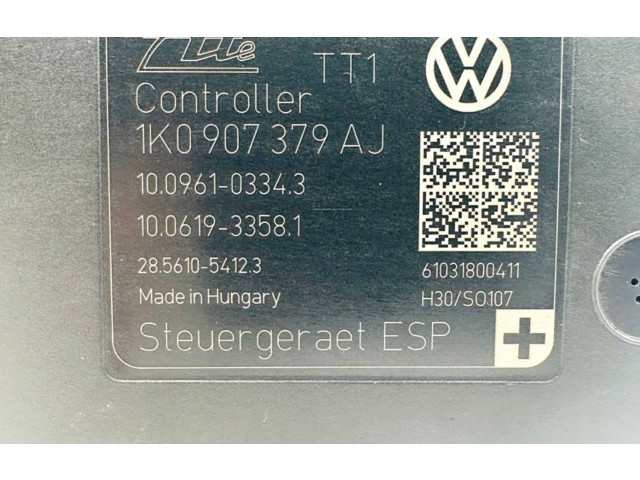 Ate
TT1
Controller
1K0 907 379 AJ
10.0961-0334.3
10.0619-3358.1
28.5610-5412.3
61031800411
Made in Hungary
H30/SO107
Steuergeraet ESP